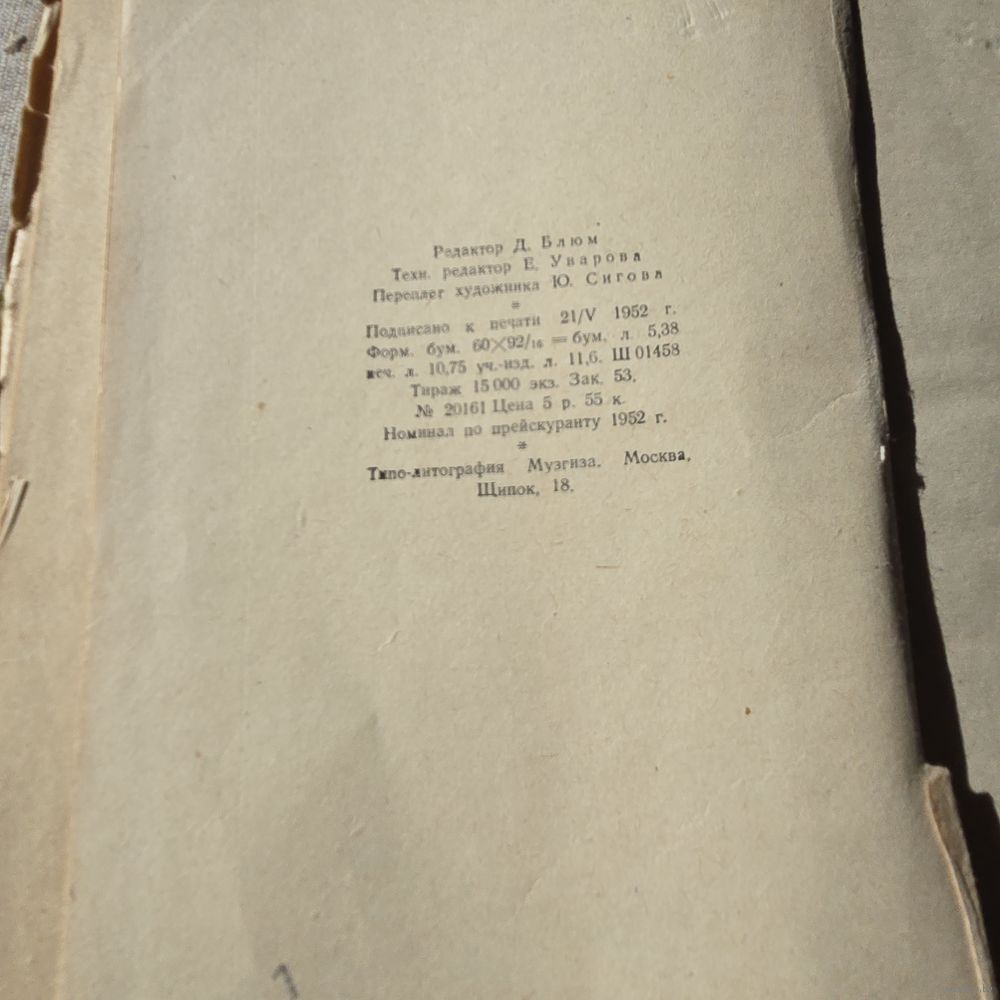 Редактор Д. Блюм
Техн. редактор Е. Уварова
Переплет художника Ю. Сигова
*
Подписано к печати 21/V 1952 г.
Форм. бум. 60×92/16 = бум. л. 5,38
печ. л. 10,75 уч.-изд. л. 11,6. Ш 01458
Тираж 15 000 экз. Зак. 53.
№ 20161 Цена 5 р. 55 к.
Номинал по прейскуранту 1952 г.
*
Типо-литография Музгиза. Москва,
Щипок, 18.
1